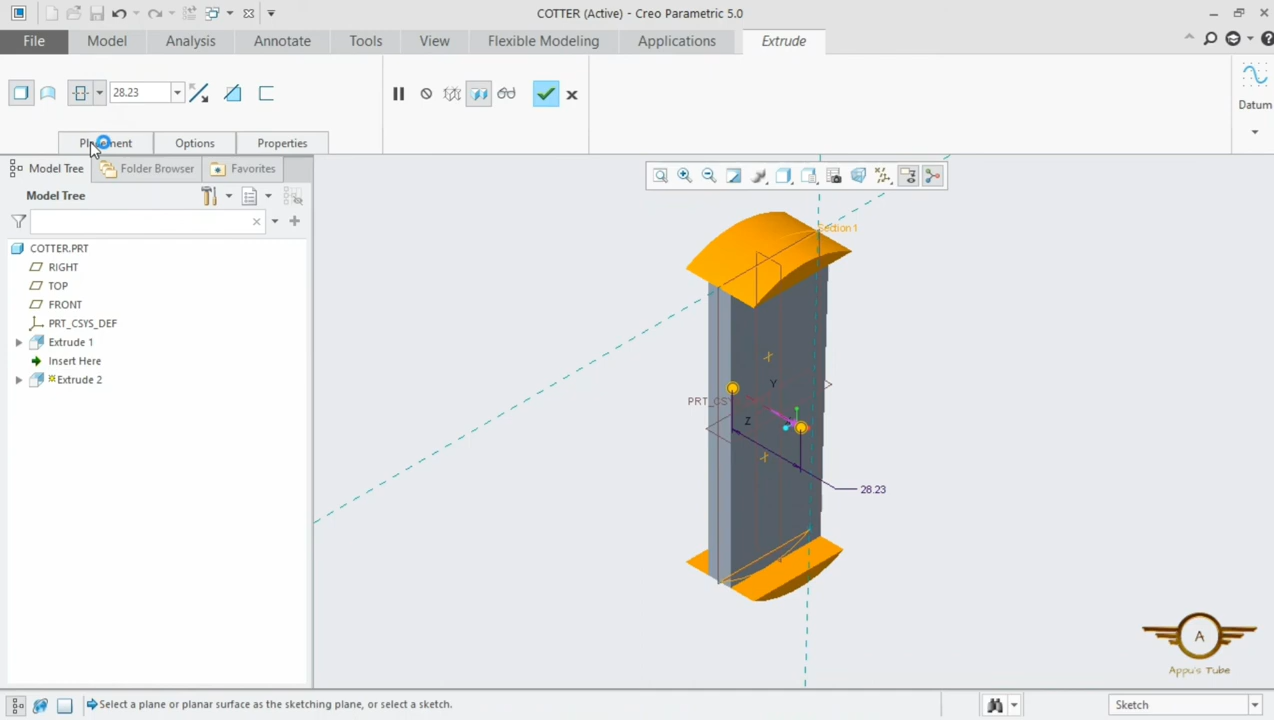 COTTER (Active) - Creo Parametric 5.0
File Model Analysis Annotate Tools View Flexible Modeling Applications Extrude
28.23
Datum
Options Properties
Model Tree Folder Browser Favorites
Model Tree
COTTER.PRT
RIGHT
TOP
FRONT
PRT_CSYS_DEF
Extrude 1
Insert Here
Extrude 2
Section 1
Y
Z
28.23
A
Appu's Tube
Select a plane or planar surface as the sketching plane, or select a sketch.
Sketch